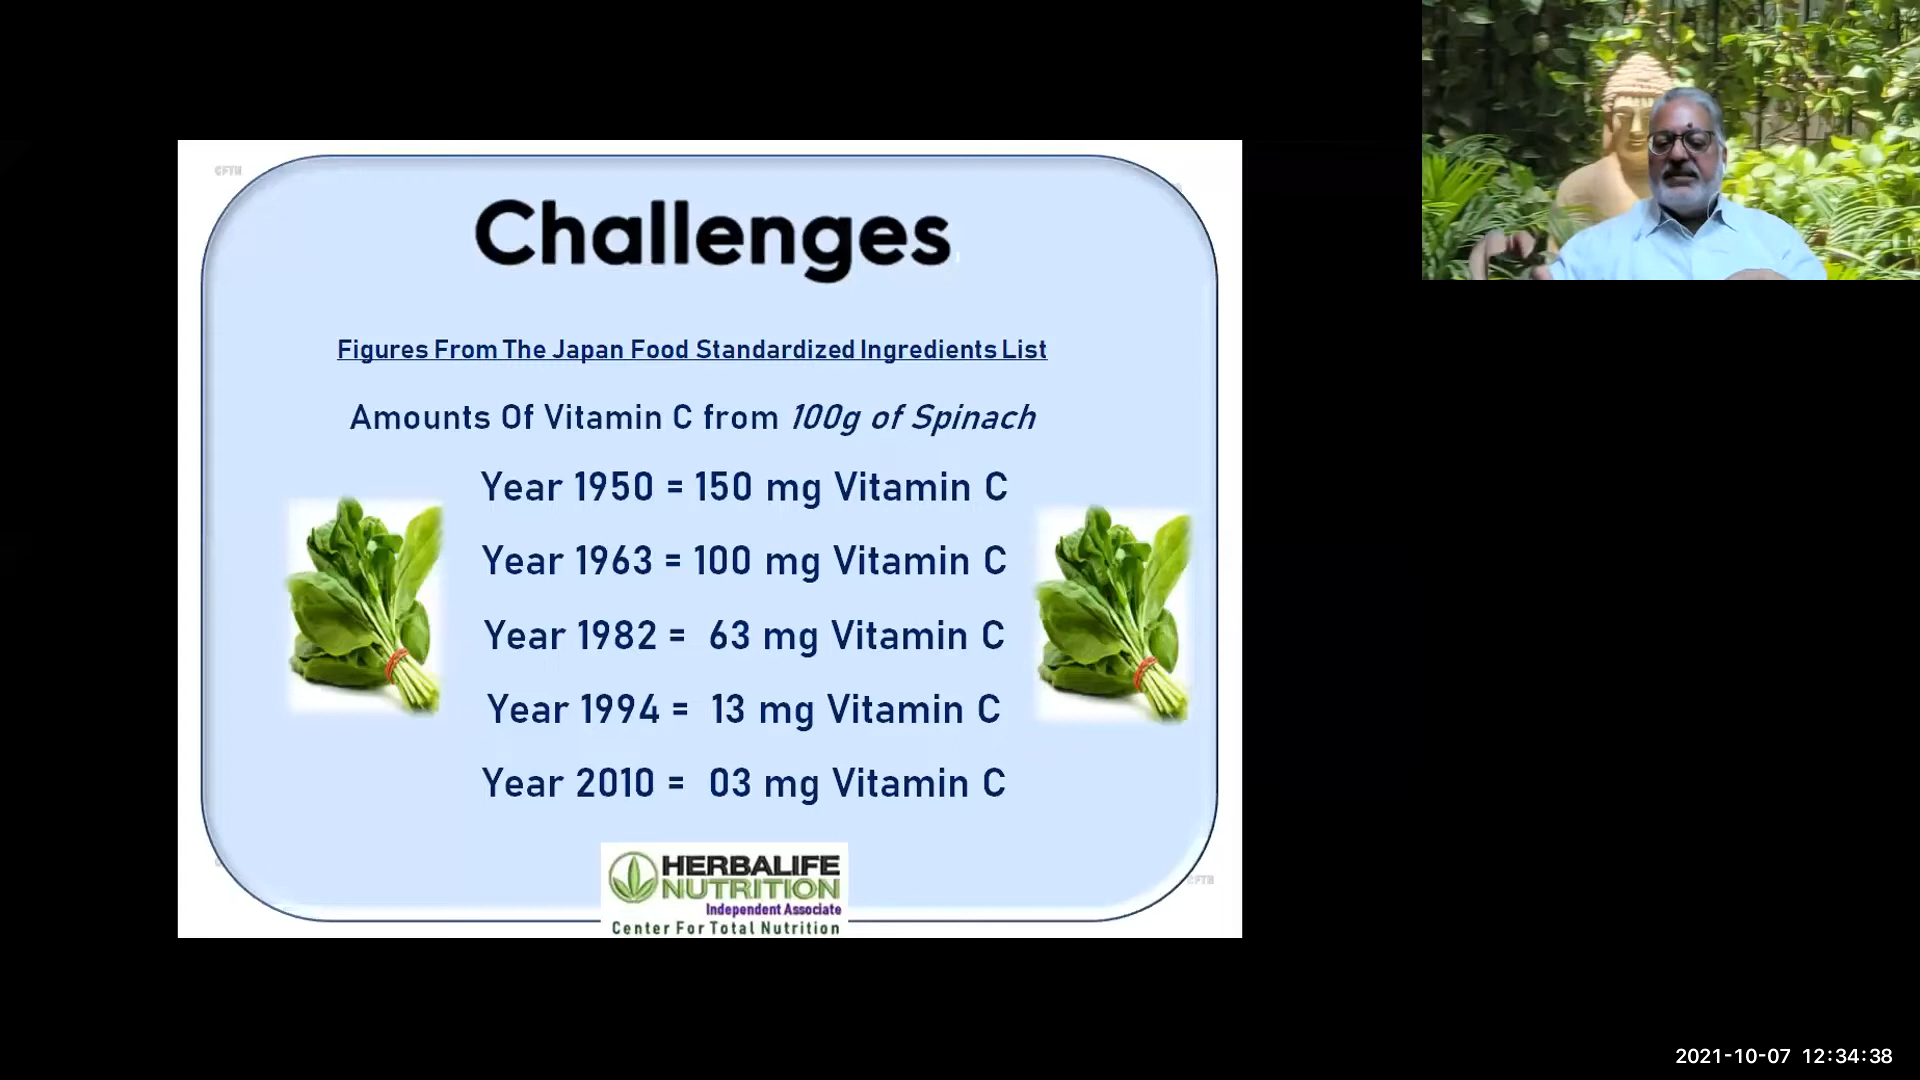 CFTN
Challenges
Figures From The Japan Food Standardized Ingredients List
Amounts Of Vitamin C from 100g of Spinach
Year 1950 = 150 mg Vitamin C
Year 1963 = 100 mg Vitamin C
Year 1982 = 63 mg Vitamin C
Year 1994 = 13 mg Vitamin C
Year 2010 = 03 mg Vitamin C
CFTN
HERBALIFE
NUTRITION
Independent Associate
Center For Total Nutrition
2021-10-07 12:34:38